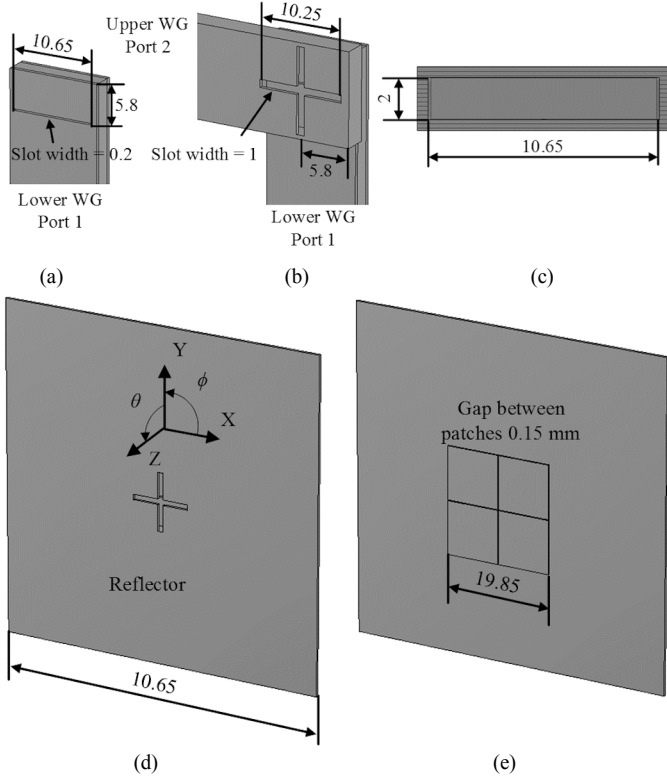 10.65
5.8
Slot width = 0.2
Lower WG
Port 1
(a)
Upper WG
Port 2
10.25
Slot width = 1
5.8
Lower WG
Port 1
(b)
2
10.65
(c)
Y
ϕ
θ
X
Z
Reflector
10.65
(d)
Gap between
patches 0.15 mm
19.85
(e)